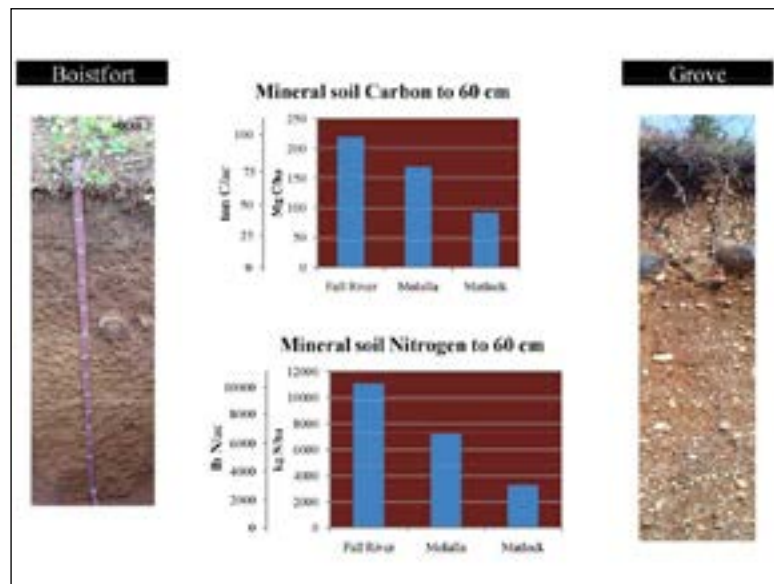 Boistfort
Grove
Mineral soil Carbon to 60 cm
ton C/ac
100
75
50
25
0
Mg C/ha
250
200
150
100
50
0
Fall River
Molalla
Matlock
Mineral soil Nitrogen to 60 cm
lb N/ac
10000
8000
6000
4000
2000
0
kg N/ha
12000
10000
8000
6000
4000
2000
0
Fall River
Molalla
Matlock